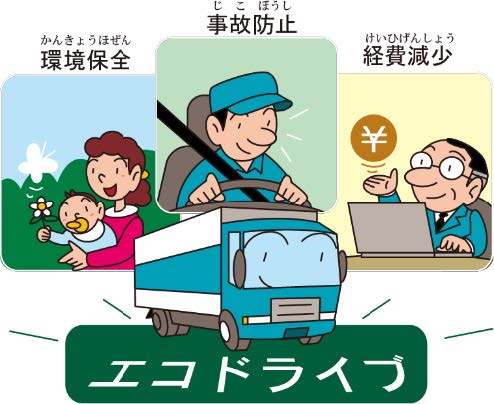 じこぼうし
事故防止
かんきょうほぜん
環境保全
けいひげんしょう
経費減少
¥
エコドライブ